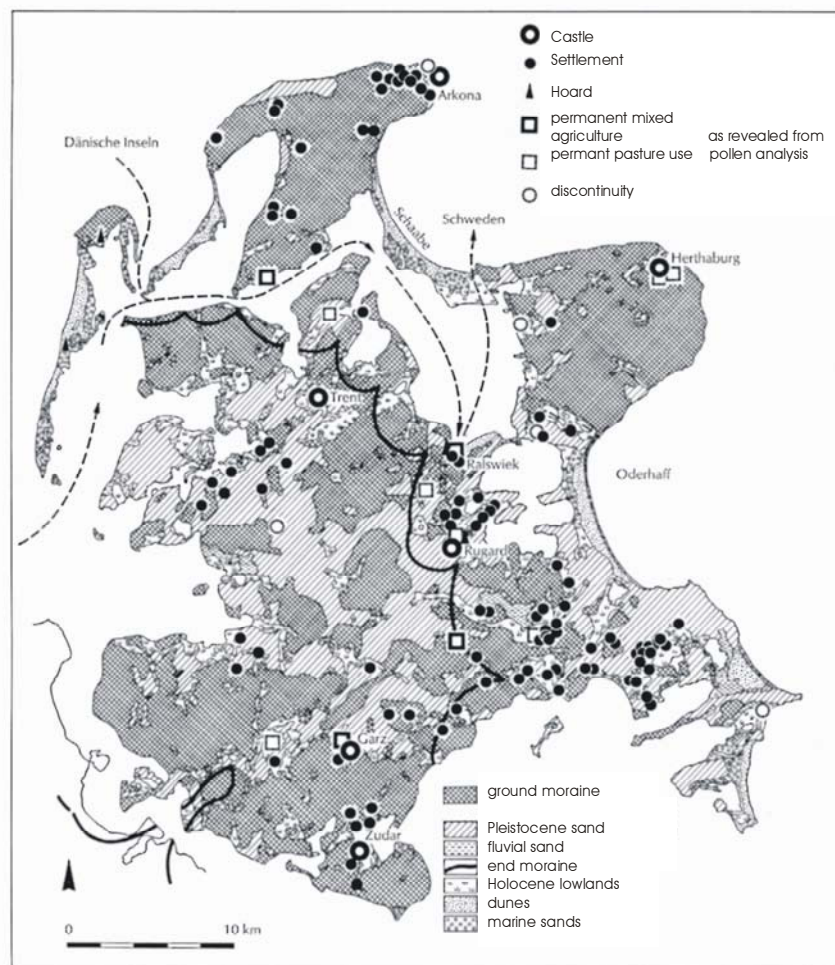 Castle
Settlement
Hoard
permanent mixed
agriculture as revealed from
permant pasture use pollen analysis
discontinuity
Arkona
Dänische Inseln
Schaabe
Schweden
Herthaburg
Trent
Ralswiek
Oderhaff
Rugard
Garz
Zudar
ground moraine
Pleistocene sand
fluvial sand
end moraine
Holocene lowlands
dunes
marine sands
0 10 km